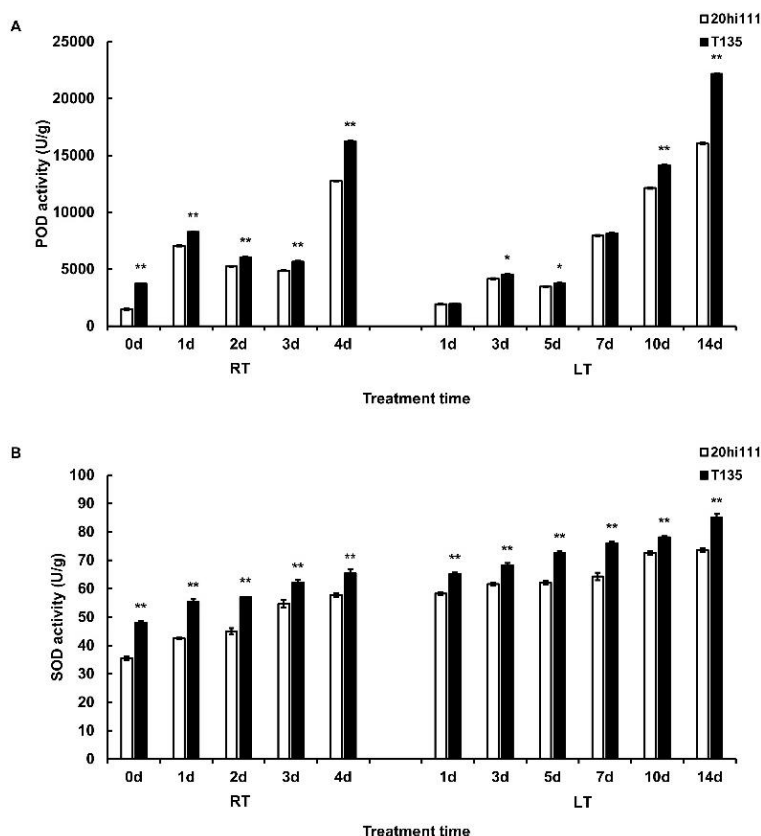 A
20hi111
T135
25000
20000
15000
10000
5000
0
POD activity (U/g)
** ** ** ** ** * * ** **
0d 1d 2d 3d 4d 1d 3d 5d 7d 10d 14d
RT LT
Treatment time
B
20hi111
T135
100
90
80
70
60
50
40
30
20
10
0
SOD activity (U/g)
** ** ** ** ** ** ** ** ** ** **
0d 1d 2d 3d 4d 1d 3d 5d 7d 10d 14d
RT LT
Treatment time